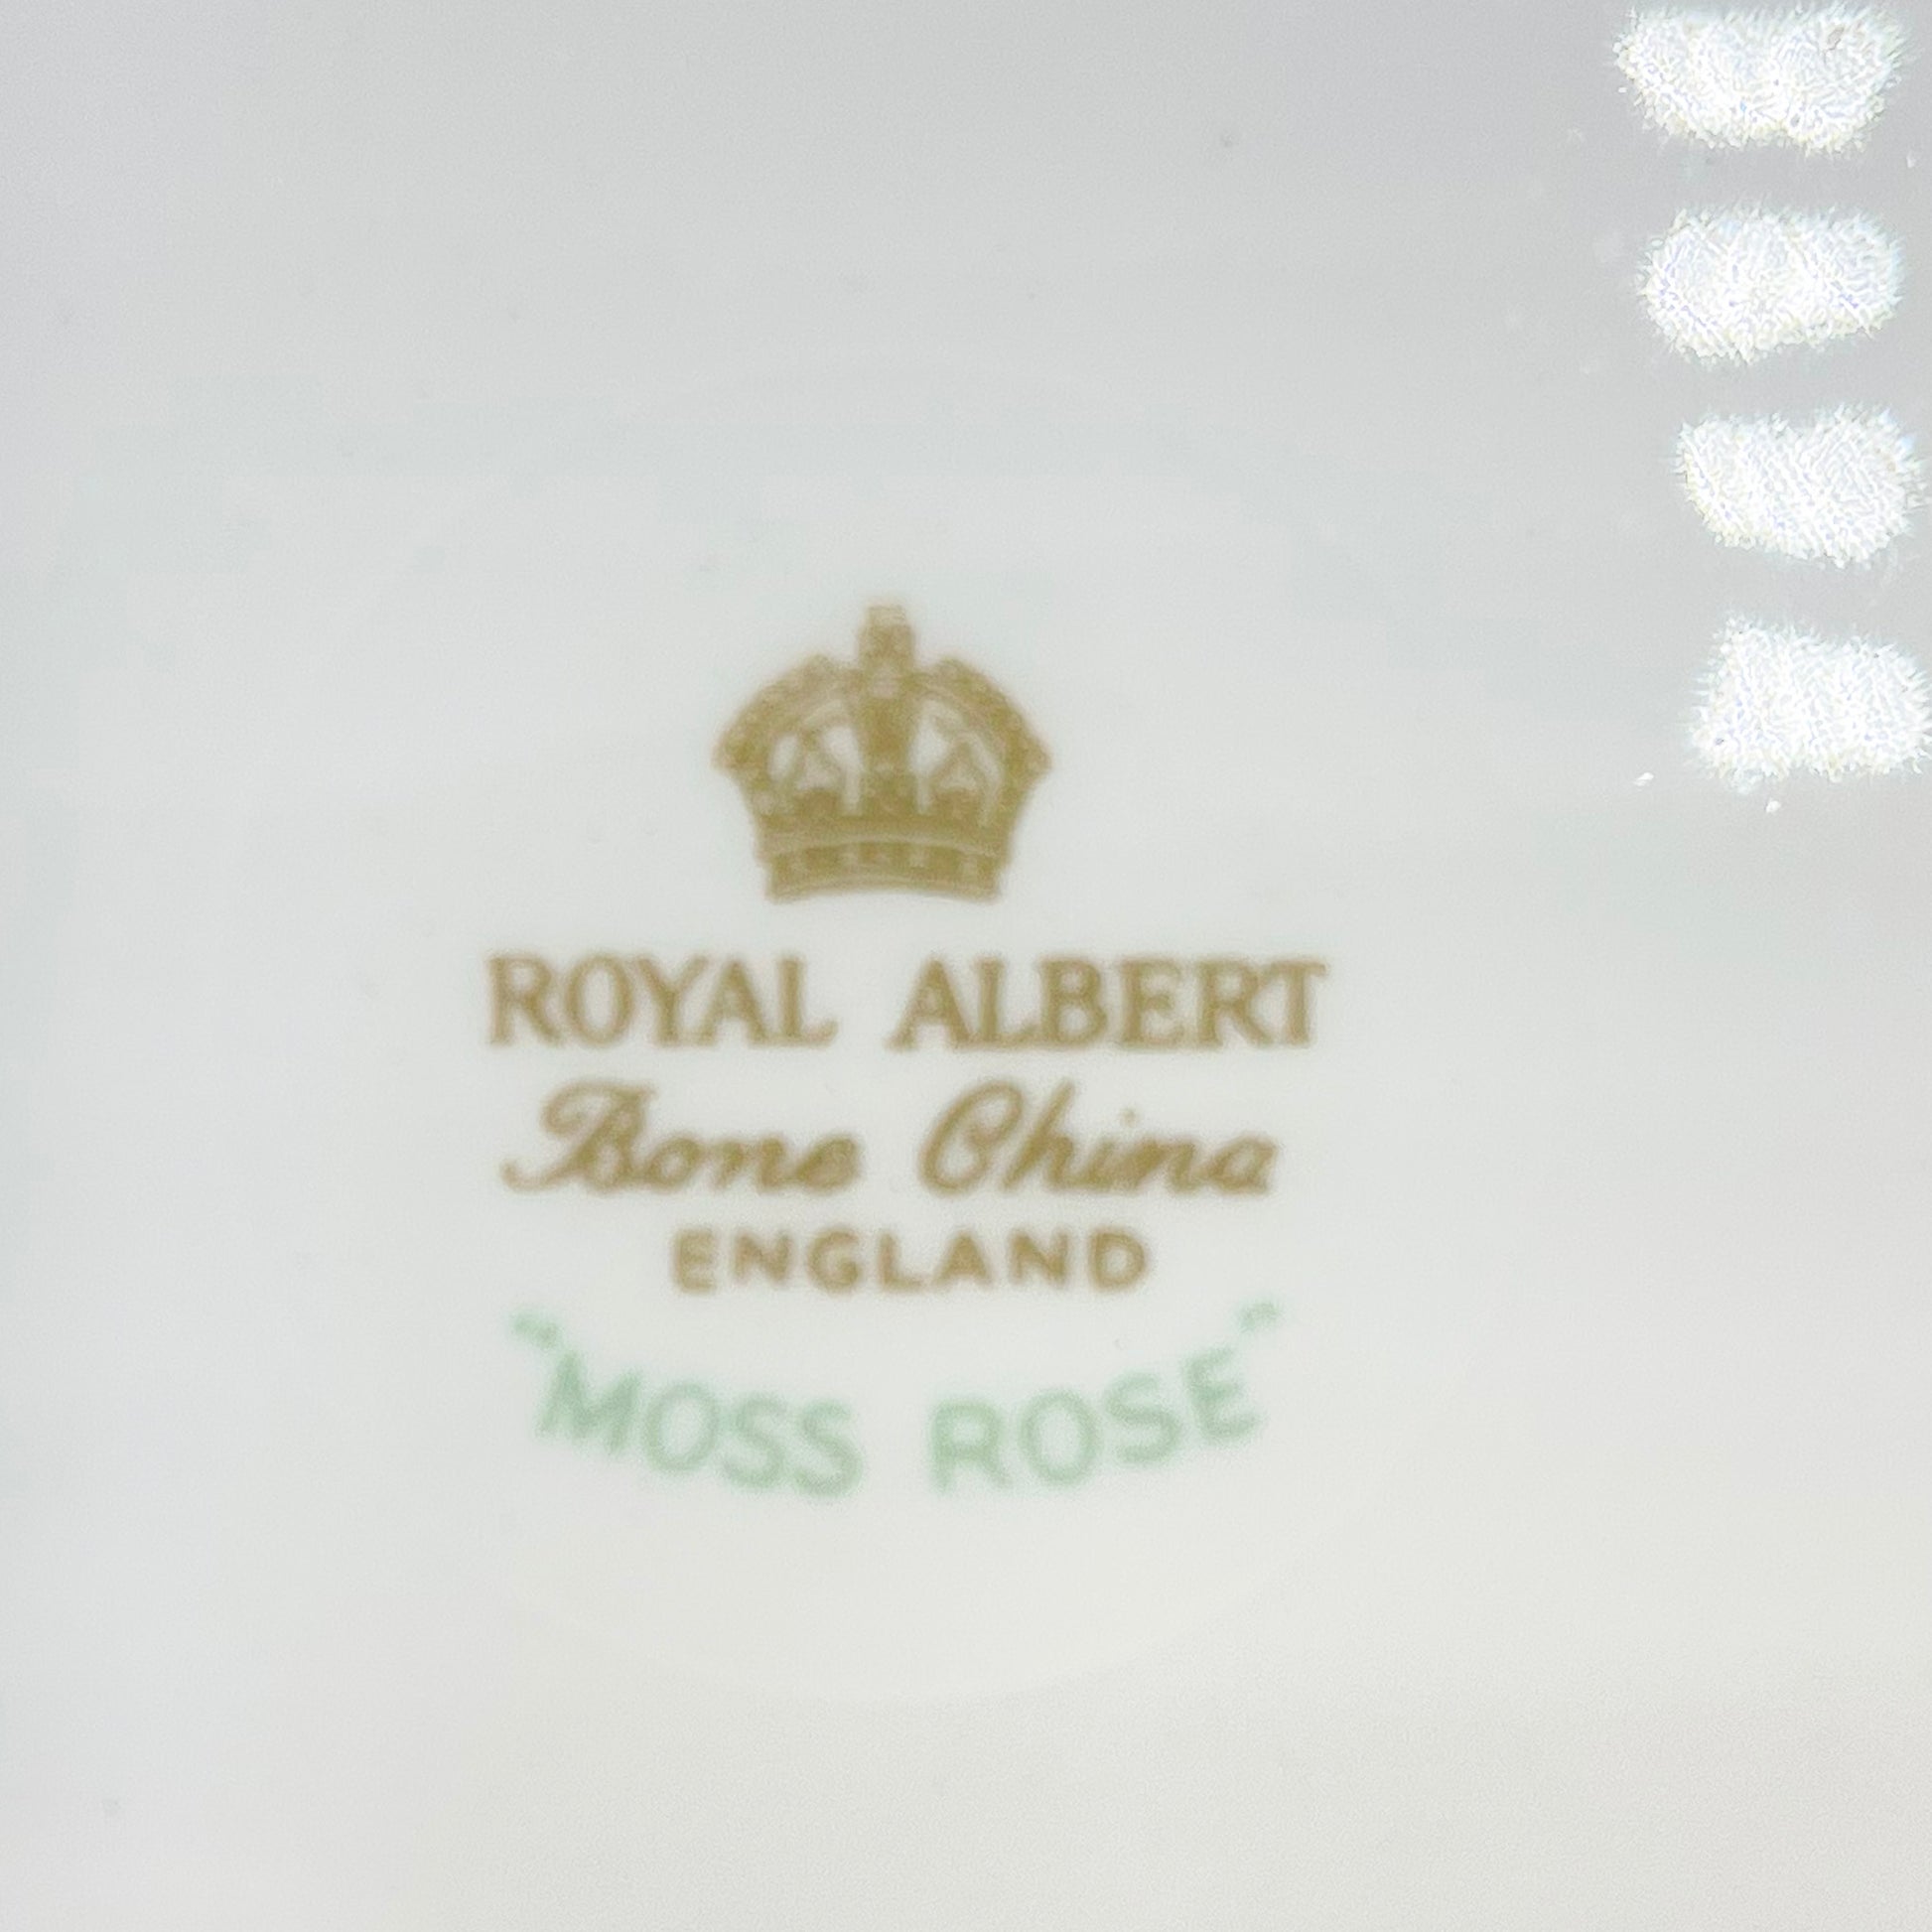 ROYAL ALBERT
Bone China
ENGLAND
"MOSS ROSE"